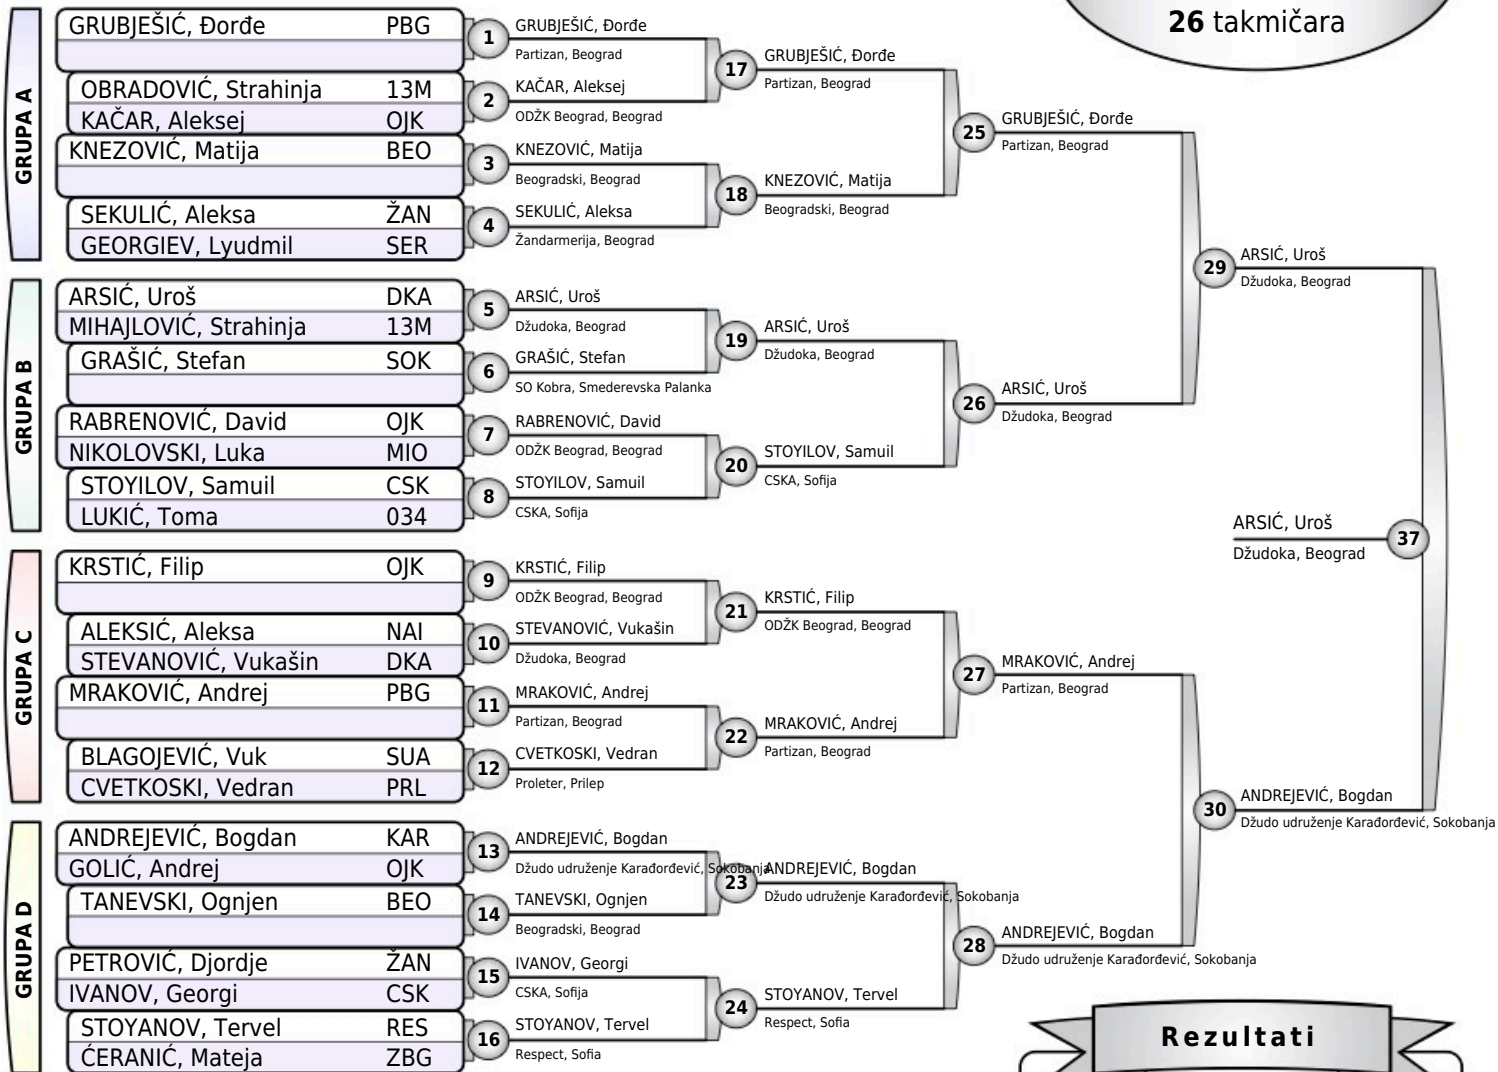 26 takmičara
GRUPA A
GRUBJEŠIĆ, Đorđe PBG
OBRADOVIĆ, Strahinja 13M
KAČAR, Aleksej OJK
KNEZOVIĆ, Matija BEO
SEKULIĆ, Aleksa ŽAN
GEORGIEV, Lyudmil SER
GRUPA B
ARSIĆ, Uroš DKA
MIHAJLOVIĆ, Strahinja 13M
GRAŠIĆ, Stefan SOK
RABRENOVIĆ, David OJK
NIKOLOVSKI, Luka MIO
STOYILOV, Samuil CSK
LUKIĆ, Toma 034
GRUPA C
KRSTIĆ, Filip OJK
ALEKSIĆ, Aleksa NAI
STEVANOVIĆ, Vukašin DKA
MRAKOVIĆ, Andrej PBG
BLAGOJEVIĆ, Vuk SUA
CVETKOSKI, Vedran PRL
GRUPA D
ANDREJEVIĆ, Bogdan KAR
GOLIĆ, Andrej OJK
TANEVSKI, Ognjen BEO
PETROVIĆ, Djordje ŽAN
IVANOV, Georgi CSK
STOYANOV, Tervel RES
ĆERANIĆ, Mateja ZBG
1
GRUBJEŠIĆ, Đorđe
Partizan, Beograd
2
KAČAR, Aleksej
ODŽK Beograd, Beograd
3
KNEZOVIĆ, Matija
Beogradski, Beograd
4
SEKULIĆ, Aleksa
Žandarmerija, Beograd
5
ARSIĆ, Uroš
Džudoka, Beograd
6
GRAŠIĆ, Stefan
SO Kobra, Smederevska Palanka
7
RABRENOVIĆ, David
ODŽK Beograd, Beograd
8
STOYILOV, Samuil
CSKA, Sofija
9
KRSTIĆ, Filip
ODŽK Beograd, Beograd
10
STEVANOVIĆ, Vukašin
Džudoka, Beograd
11
MRAKOVIĆ, Andrej
Partizan, Beograd
12
CVETKOSKI, Vedran
Proleter, Prilep
13
ANDREJEVIĆ, Bogdan
Džudo udruženje Karađorđević, Sokobanja
14
TANEVSKI, Ognjen
Beogradski, Beograd
15
IVANOV, Georgi
CSKA, Sofija
16
STOYANOV, Tervel
Respect, Sofia
17
GRUBJEŠIĆ, Đorđe
Partizan, Beograd
18
KNEZOVIĆ, Matija
Beogradski, Beograd
19
ARSIĆ, Uroš
Džudoka, Beograd
20
STOYILOV, Samuil
CSKA, Sofija
21
KRSTIĆ, Filip
ODŽK Beograd, Beograd
22
MRAKOVIĆ, Andrej
Partizan, Beograd
23
ANDREJEVIĆ, Bogdan
Džudo udruženje Karađorđević, Sokobanja
24
STOYANOV, Tervel
Respect, Sofia
25
GRUBJEŠIĆ, Đorđe
Partizan, Beograd
26
ARSIĆ, Uroš
Džudoka, Beograd
27
MRAKOVIĆ, Andrej
Partizan, Beograd
28
ANDREJEVIĆ, Bogdan
Džudo udruženje Karađorđević, Sokobanja
29
ARSIĆ, Uroš
Džudoka, Beograd
30
ANDREJEVIĆ, Bogdan
Džudo udruženje Karađorđević, Sokobanja
ARSIĆ, Uroš
37
Džudoka, Beograd
Rezultati